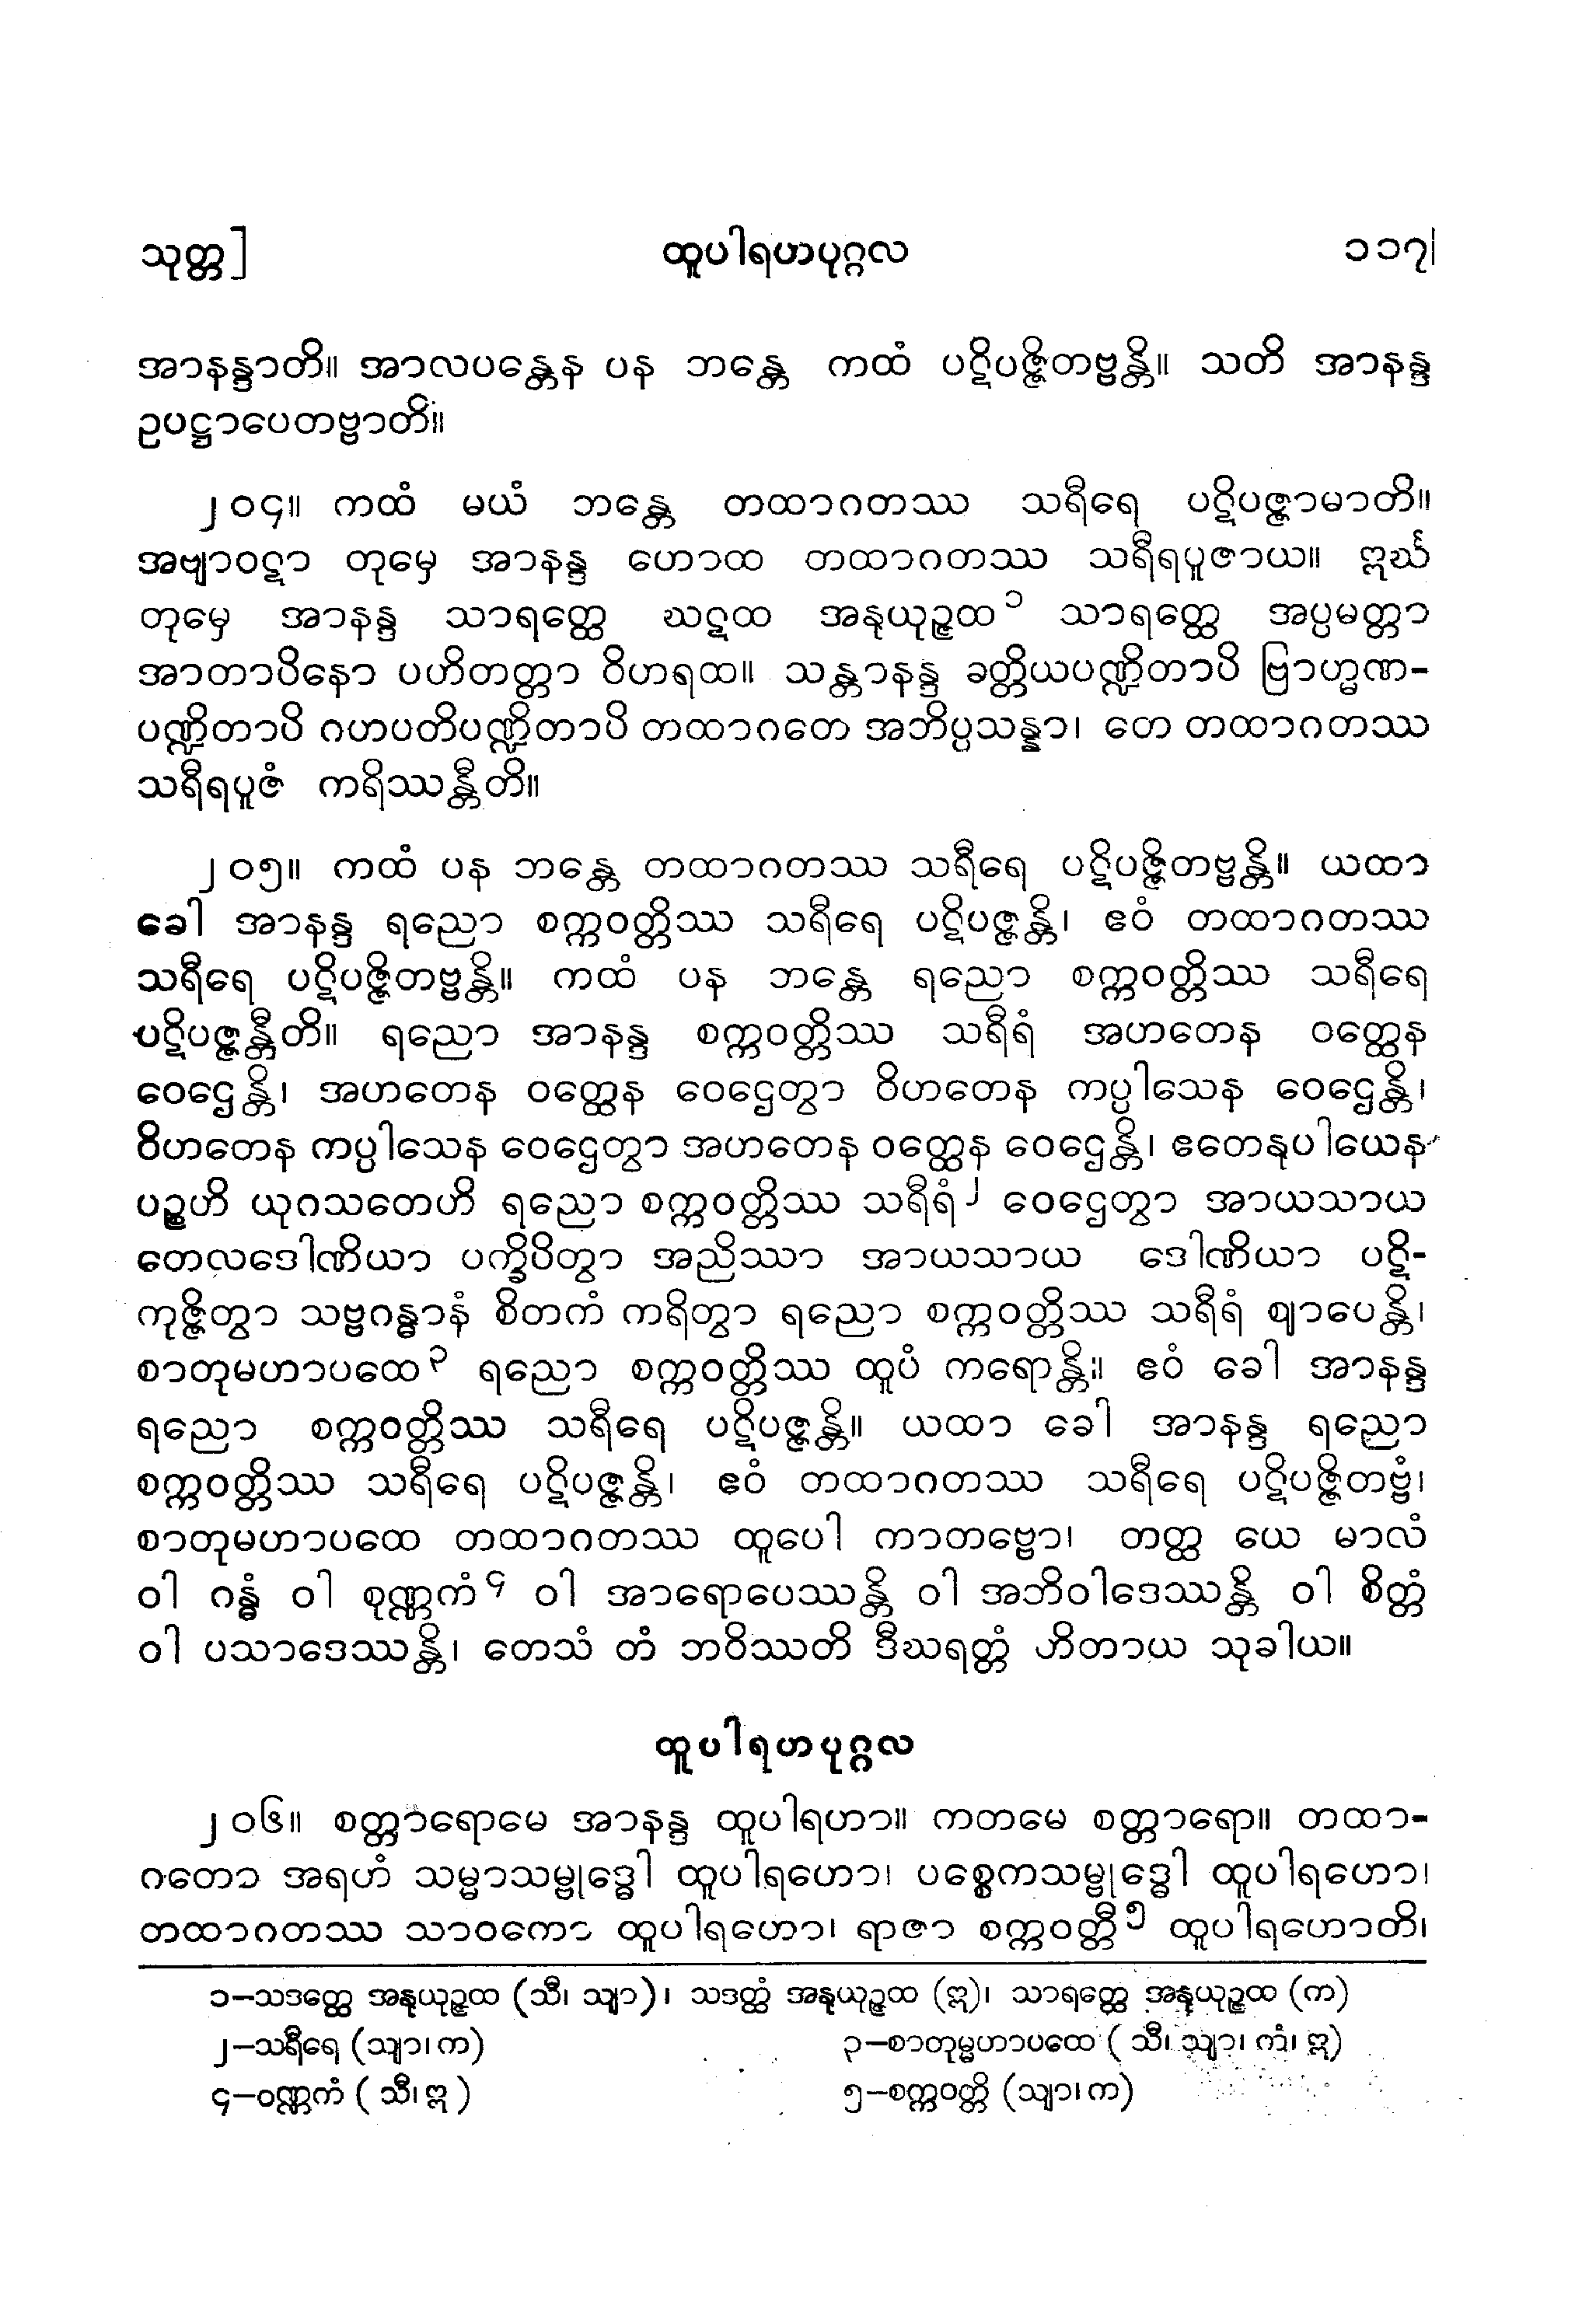 သုတ္တ] ထူပါရဟပုဂ္ဂလ ၁၁၇
အာနန္ဒာတိ။ အာလပန္တေန ပန ဘန္တေ ကထံ ပဋိပဇ္ဇိတဗ္ဗန္တိ။ သတိ အာနန္ဒ
ဥပဋ္ဌာပေတဗ္ဗာတိ။
၂၀၄။ ကထံ မယံ ဘန္တေ တထာဂတဿ သရီရေ ပဋိပဇ္ဇာမာတိ။
အဗျာဝဋာ တုမှေ အာနန္ဒ ဟောထ တထာဂတဿ သရီရပူဇာယ။ ဣင်္ဃ
တုမှေ အာနန္ဒ သာရတ္ထေ ဃဋထ အနုယုဉ္ဇထ၁ သာရတ္ထေ အပ္ပမတ္တာ
အာတာပိနော ပဟိတတ္တာ ဝိဟရထ။ သန္တာနန္ဒ ခတ္တိယပဏ္ဍိတာပိ ဗြာဟ္မဏ-
ပဏ္ဍိတာပိ ဂဟပတိပဏ္ဍိတာပိ တထာဂတေ အဘိပ္ပသန္နာ၊ တေ တထာဂတဿ
သရီရပူဇံ ကရိဿန္တီတိ။
၂၀၅။ ကထံ ပန ဘန္တေ တထာဂတဿ သရီရေ ပဋိပဇ္ဇိတဗ္ဗန္တိ။ ယထာ
ခေါ အာနန္ဒ ရညော စက္ကဝတ္တိဿ သရီရေ ပဋိပဇ္ဇန္တိ၊ ဧဝံ တထာဂတဿ
သရီရေ ပဋိပဇ္ဇိတဗ္ဗန္တိ။ ကထံ ပန ဘန္တေ ရညော စက္ကဝတ္တိဿ သရီရေ
ပဋိပဇ္ဇန္တီတိ။ ရညော အာနန္ဒ စက္ကဝတ္တိဿ သရီရံ အဟတေန ဝတ္ထေန
ဝေဌေန္တိ၊ အဟတေန ဝတ္ထေန ဝေဌေတွာ ဝိဟတေန ကပ္ပါသေန ဝေဌေန္တိ၊
ဝိဟတေန ကပ္ပါသေန ဝေဌေတွာ အဟတေန ဝတ္ထေန ဝေဌေန္တိ၊ ဧတေနုပါယေန
ပဉ္စဟိ ယုဂသတေဟိ ရညော စက္ကဝတ္တိဿ သရီရံ၂ ဝေဌေတွာ အာယသာယ
တေလဒေါဏိယာ ပက္ခိပိတွာ အညိဿာ အာယသာယ ဒေါဏိယာ ပဋိ-
ကုဇ္ဇိတွာ သဗ္ဗဂန္ဓာနံ စိတကံ ကရိတွာ ရညော စက္ကဝတ္တိဿ သရီရံ ဈာပေန္တိ၊
စာတုမဟာပထေ၃ ရညော စက္ကဝတ္တိဿ ထူပံ ကရောန္တိ။ ဧဝံ ခေါ အာနန္ဒ
ရညော စက္ကဝတ္တိဿ သရီရေ ပဋိပဇ္ဇန္တိ။ ယထာ ခေါ အာနန္ဒ ရညော
စက္ကဝတ္တိဿ သရီရေ ပဋိပဇ္ဇန္တိ၊ ဧဝံ တထာဂတဿ သရီရေ ပဋိပဇ္ဇိတဗ္ဗံ၊
စာတုမဟာပထေ တထာဂတဿ ထူပေါ ကာတဗ္ဗော၊ တတ္ထ ယေ မာလံ
ဝါ ဂန္ဓံ ဝါ စုဏ္ဏကံ၄ ဝါ အာရောပေဿန္တိ ဝါ အဘိဝါဒေဿန္တိ ဝါ စိတ္တံ
ဝါ ပသာဒေဿန္တိ၊ တေသံ တံ ဘဝိဿတိ ဒီဃရတ္တံ ဟိတာယ သုခါယ။
ထူပါရဟပုဂ္ဂလ
၂၀၆။ စတ္တာရောမေ အာနန္ဒ ထူပါရဟာ။ ကတမေ စတ္တာရော။ တထာ-
ဂတော အရဟံ သမ္မာသမ္ဗုဒ္ဓေါ ထူပါရဟော၊ ပစ္စေကသမ္ဗုဒ္ဓေါ ထူပါရဟော၊
တထာဂတဿ သာဝကော ထူပါရဟော၊ ရာဇာ စက္ကဝတ္တီ၅ ထူပါရဟောတိ၊
၁–သဒတ္ထေ အနုယုဉ္ဇထ (သီ၊ သျာ)၊ သဒတ္ထံ အနုယုဉ္ဇထ (ဣ)၊ သာရတ္ထေ အနုယုဉ္ဇထ (က)
၂–သရီရေ (သျာ၊ က) ၃–စာတုမ္မဟာပထေ (သီ၊ သျာ၊ ကံ၊ ဣ)
၄–ဝဏ္ဏကံ (သီ၊ ဣ) ၅–စက္ကဝတ္တိ (သျာ၊ က)